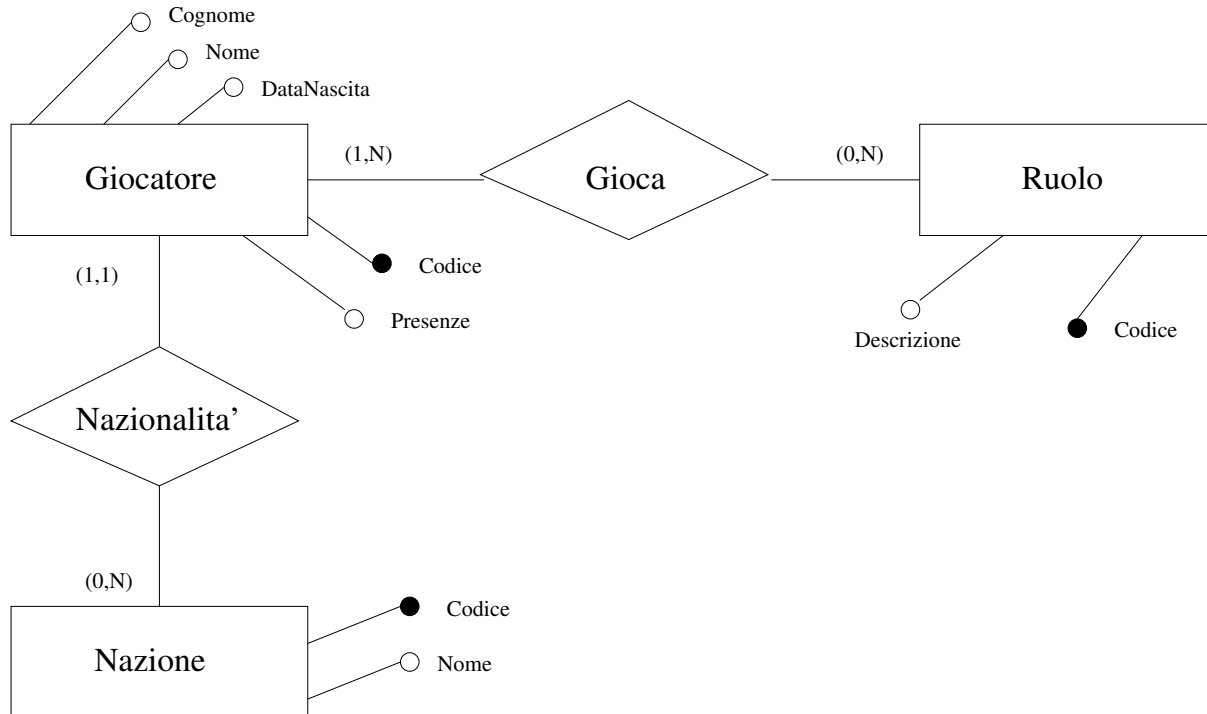 Cognome
Nome
DataNascita
(1,N)
(0,N)
Giocatore
Gioca
Ruolo
(1,1)
Codice
Presenze
Descrizione
Codice
Nazionalita’
(0,N)
Codice
Nazione
Nome